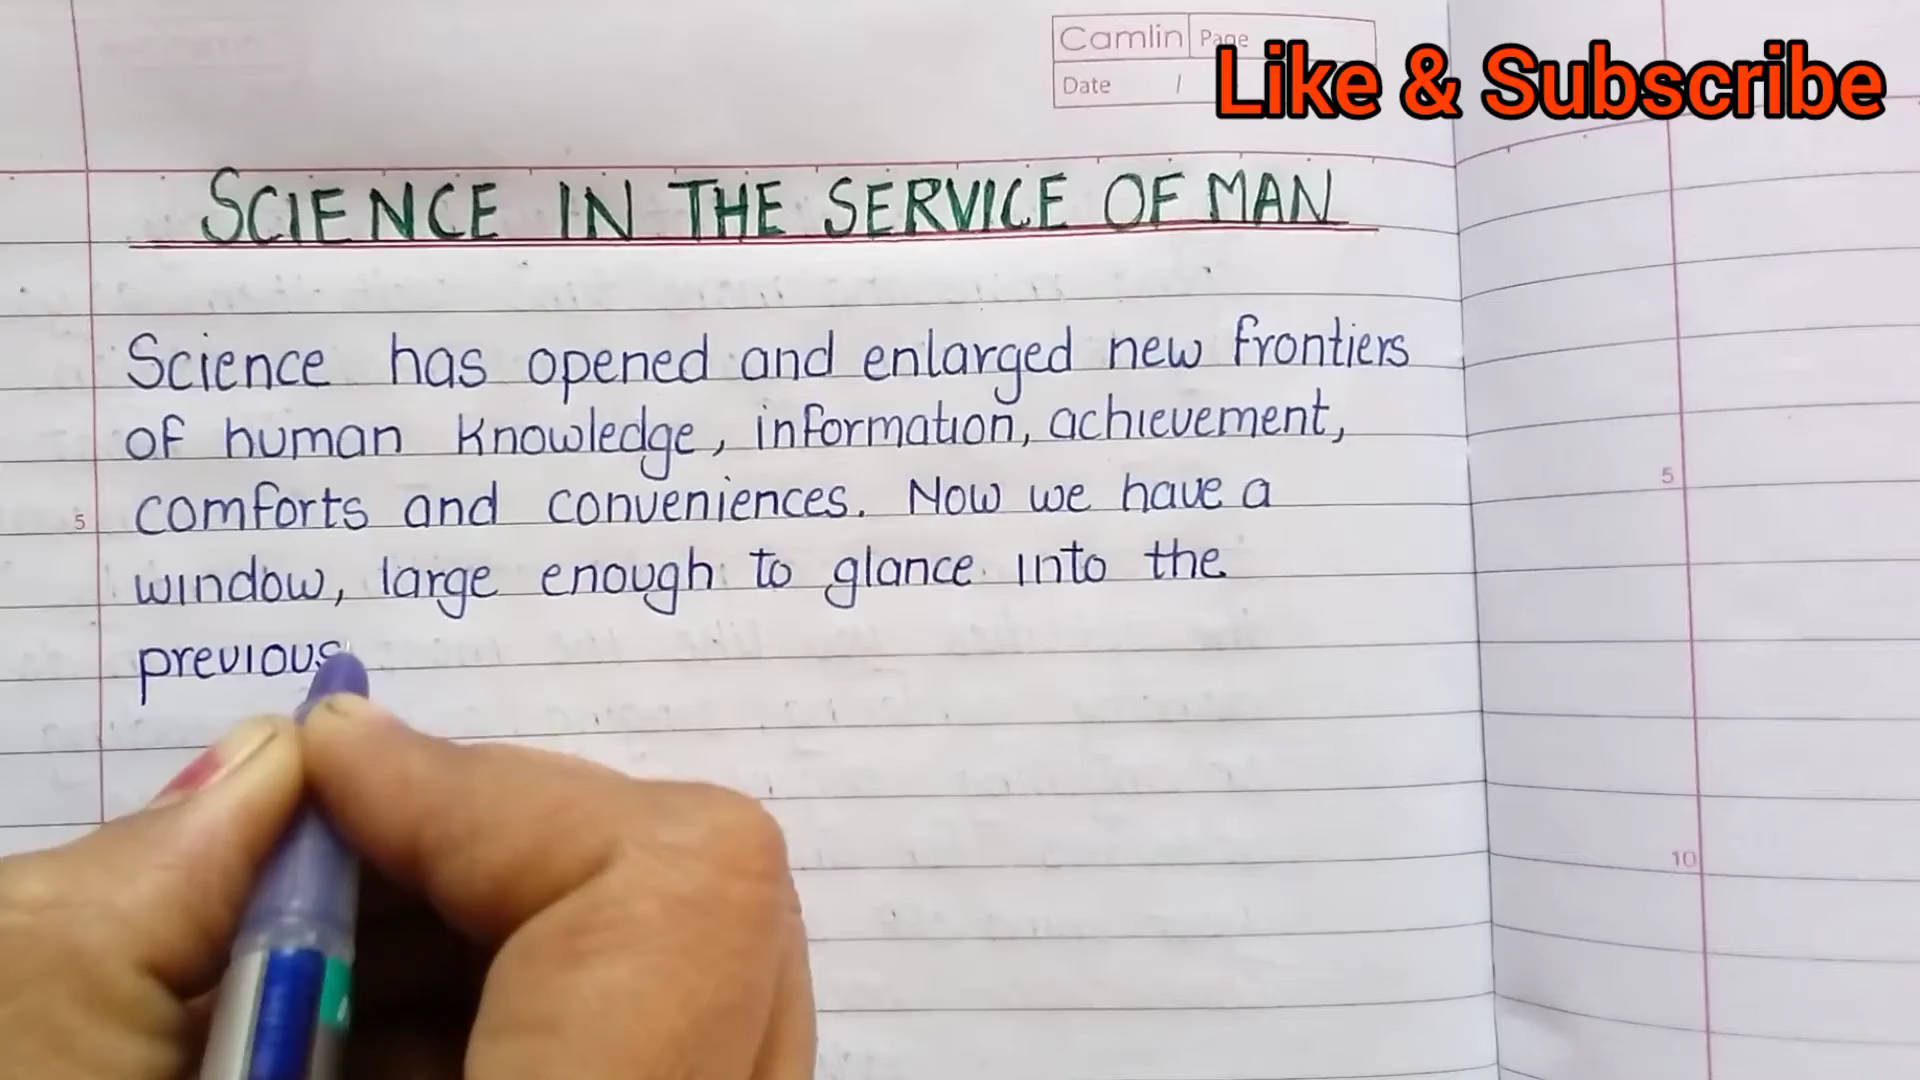 Camlin Page
Date /
Like & Subscribe
SCIENCE IN THE SERVICE OF MAN
Science has opened and enlarged new frontiers
of human knowledge, information, achievement,
5 comforts and conveniences. Now we have a
window, large enough to glance into the
previous
5
10